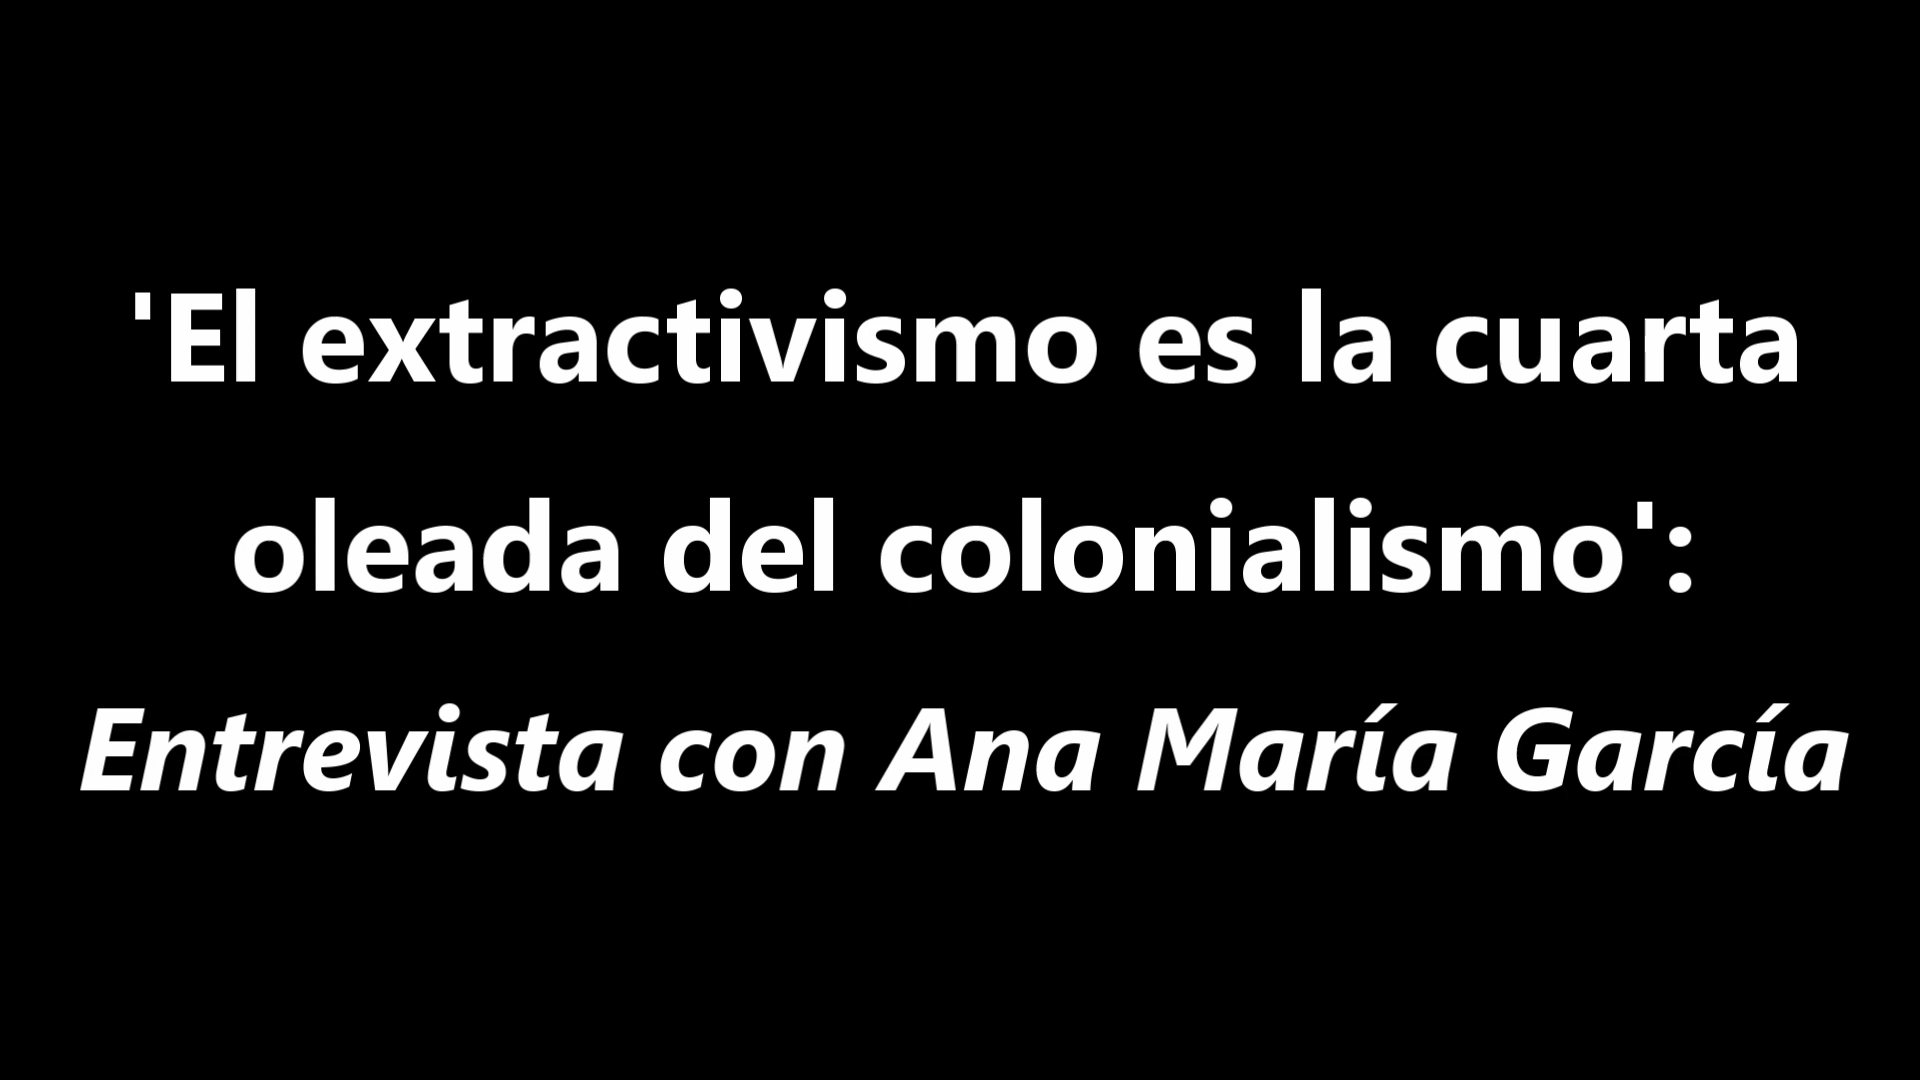 'El extractivismo es la cuarta
oleada del colonialismo':
Entrevista con Ana María García